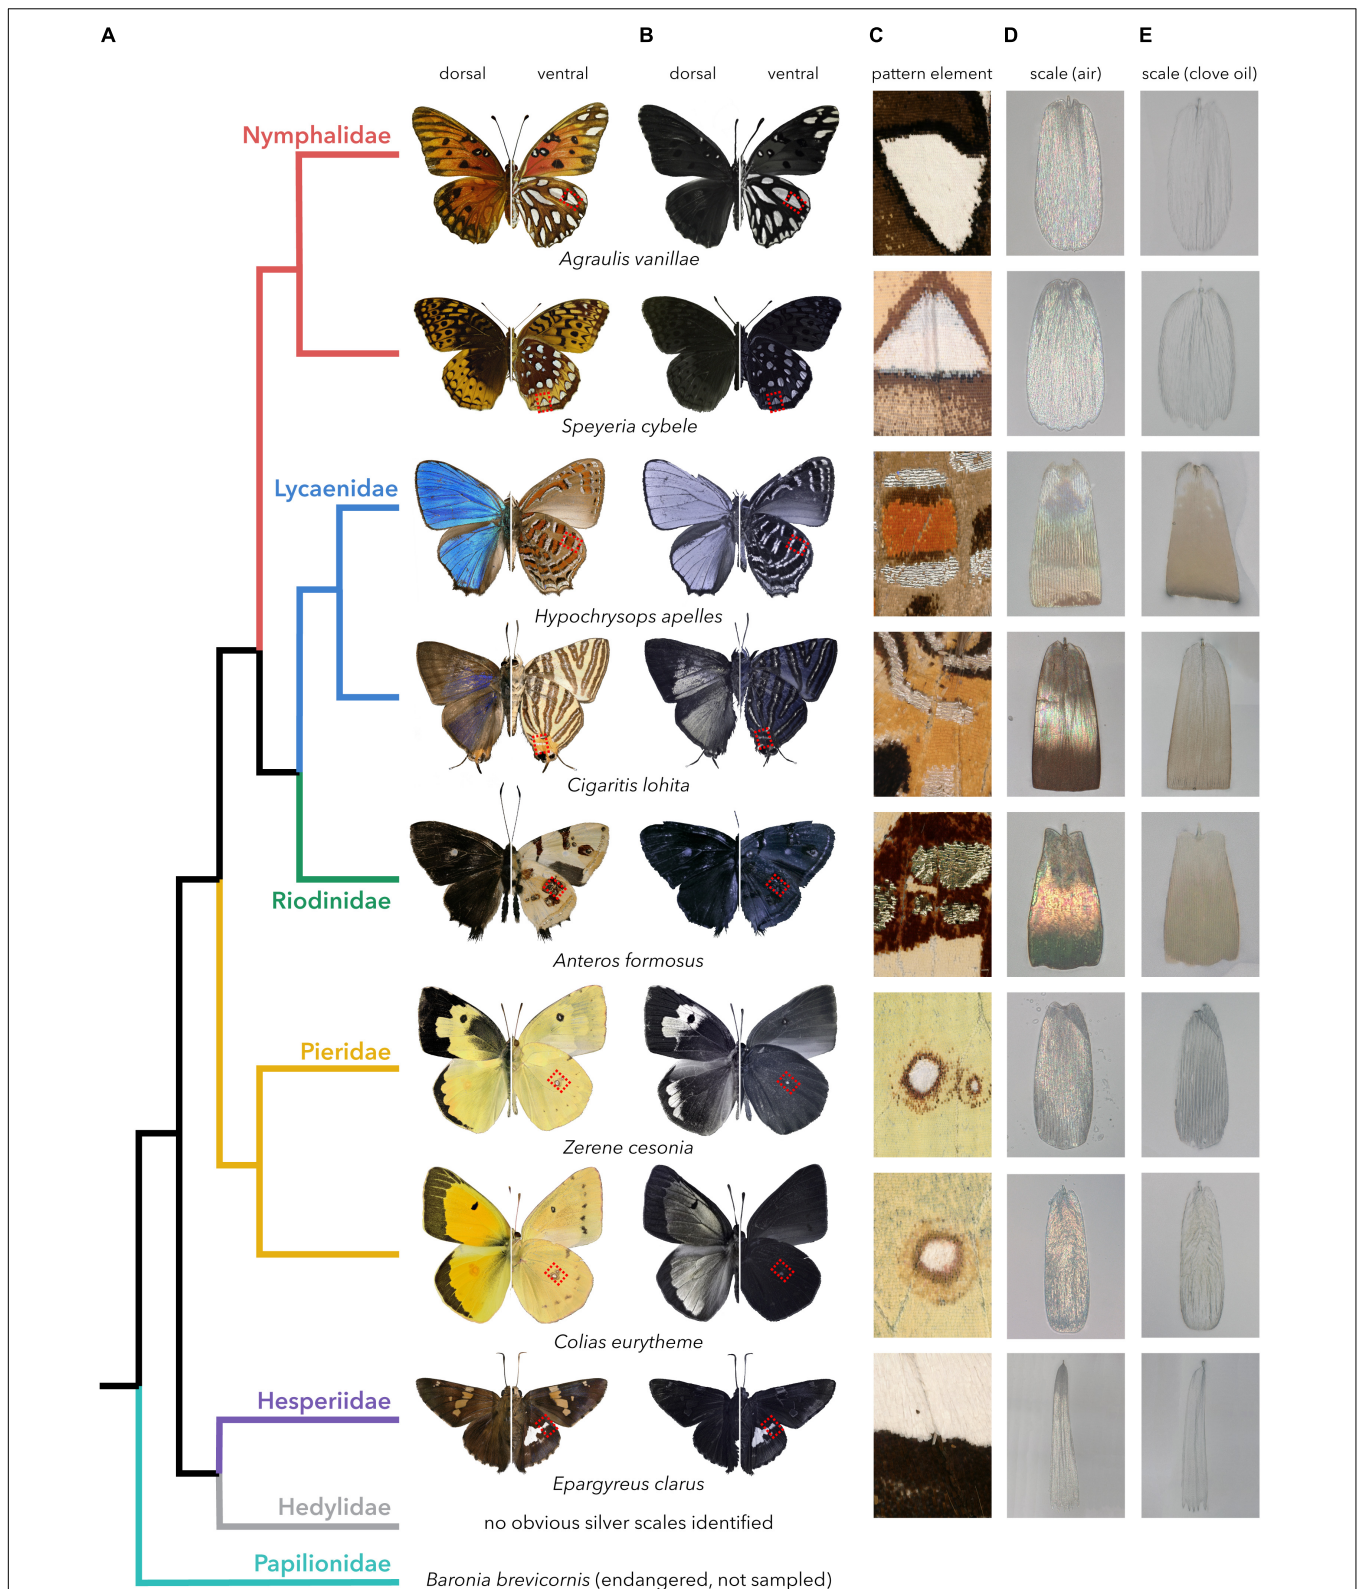 A B C D E
dorsal ventral dorsal ventral pattern element scale (air) scale (clove oil)
Nymphalidae
Agraulis vanillae
Speyeria cybele
Lycaenidae
Hypochrysops apelles
Cigaritis lohita
Riodinidae
Anteros formosus
Pieridae
Zerene cesonia
Colias eurytheme
Hesperiidae
Epargyreus clarus
Hedylidae
no obvious silver scales identified
Papilionidae
Baronia brevicornis (endangered, not sampled)